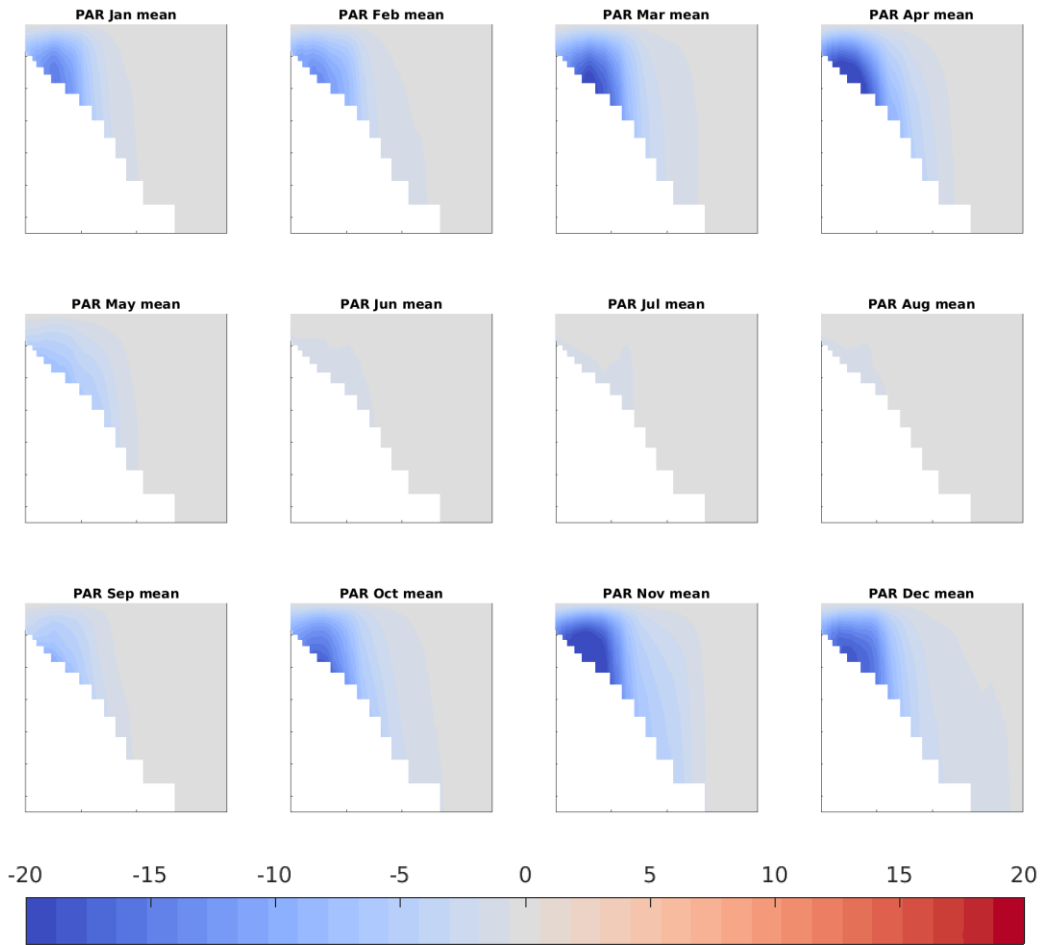 PAR Jan mean PAR Feb mean PAR Mar mean PAR Apr mean
PAR May mean PAR Jun mean PAR Jul mean PAR Aug mean
PAR Sep mean PAR Oct mean PAR Nov mean PAR Dec mean
-20 -15 -10 -5 0 5 10 15 20